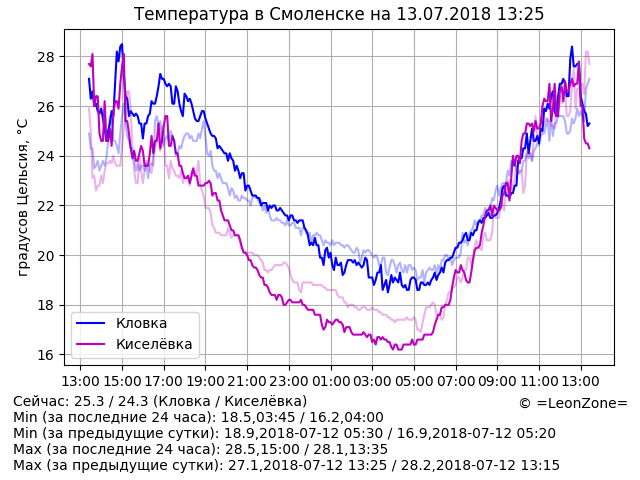 Температура в Смоленске на 13.07.2018 13:25
градусов Цельсия, °C
28
26
24
22
20
18
16
Кловка
Киселёвка
13:00 15:00 17:00 19:00 21:00 23:00 01:00 03:00 05:00 07:00 09:00 11:00 13:00
Сейчас: 25.3 / 24.3 (Кловка / Киселёвка)
© =LeonZone=
Min (за последние 24 часа): 18.5,03:45 / 16.2,04:00
Min (за предыдущие сутки): 18.9,2018-07-12 05:30 / 16.9,2018-07-12 05:20
Max (за последние 24 часа): 28.5,15:00 / 28.1,13:35
Max (за предыдущие сутки): 27.1,2018-07-12 13:25 / 28.2,2018-07-12 13:15